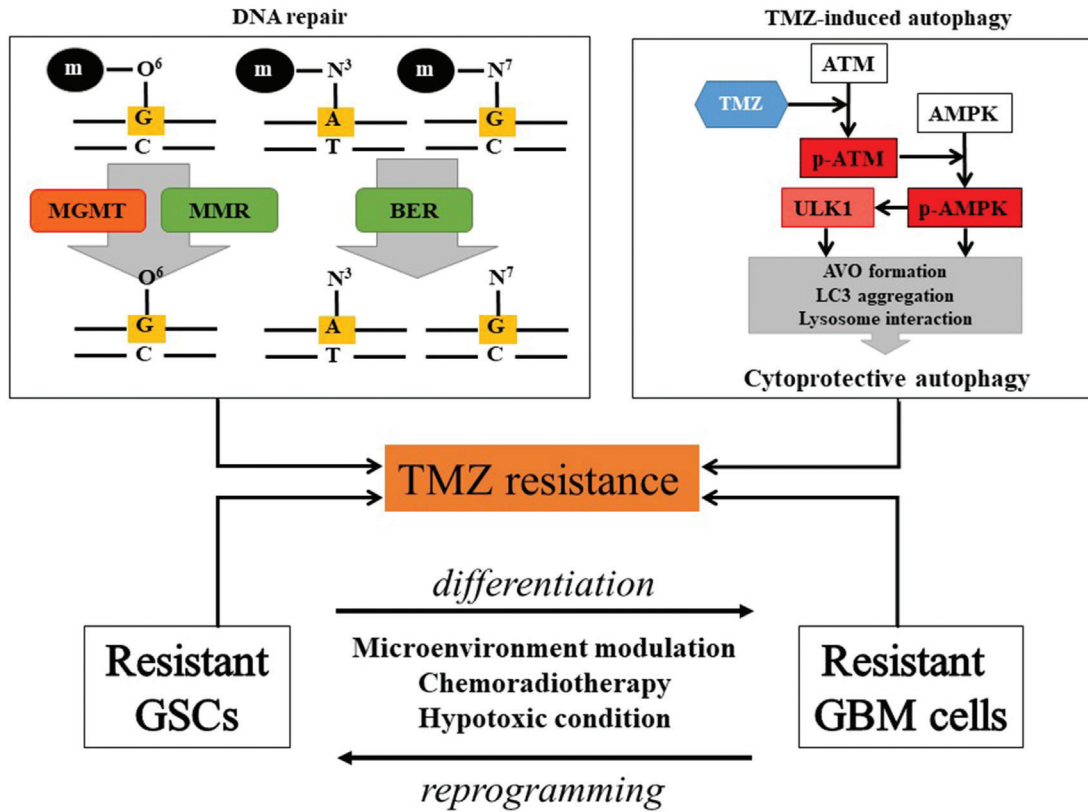 DNA repair
m O⁶ m N³ m N⁷
G A G
C T C
MGMT MMR BER
O⁶ N³ N⁷
G A G
C T C
TMZ-induced autophagy
ATM
TMZ
AMPK
p-ATM
ULK1 p-AMPK
AVO formation
LC3 aggregation
Lysosome interaction
Cytoprotective autophagy
TMZ resistance
differentiation
Resistant
GSCs
Microenvironment modulation
Chemoradiotherapy
Hypotoxic condition
Resistant
GBM cells
reprogramming